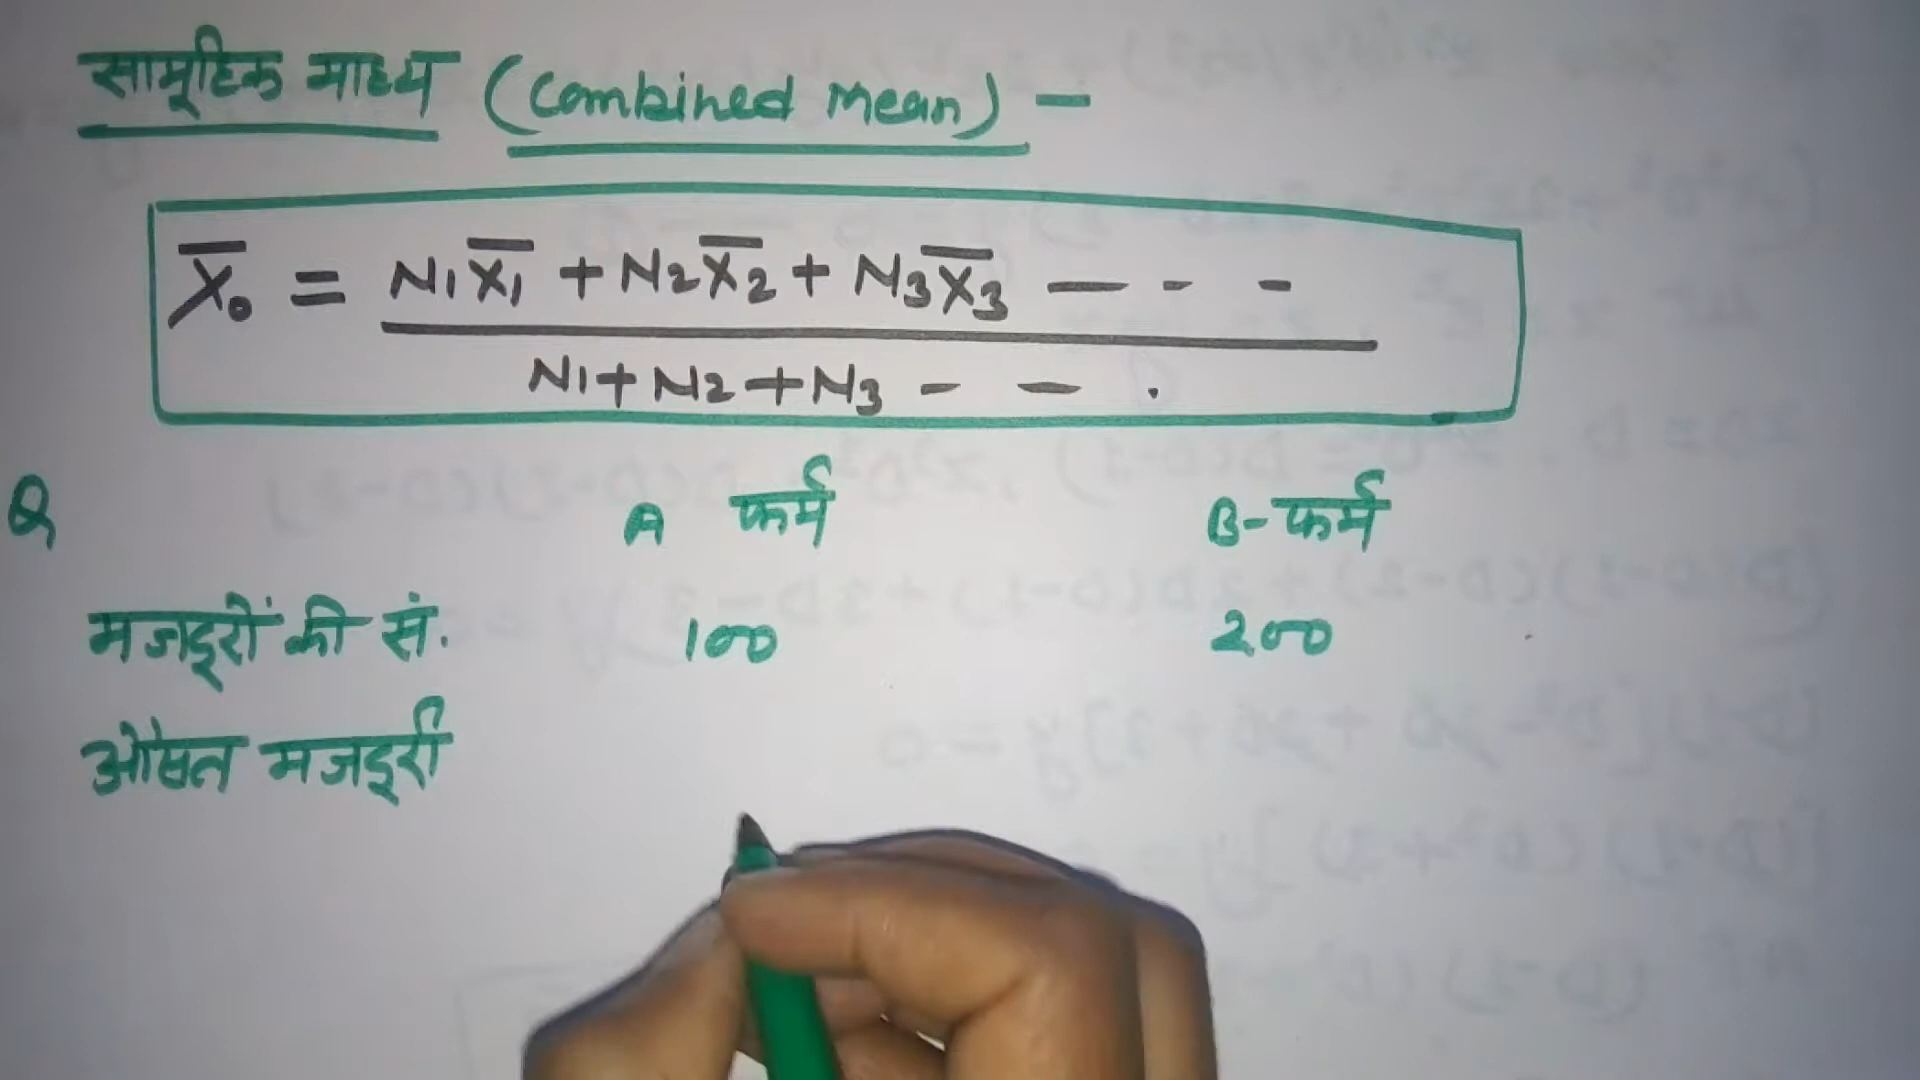 सामूहिक माध्य (Combined Mean) —
X̄₀ = N₁X̄₁ + N₂X̄₂ + N₃X̄₃ — - -
N₁ + N₂ + N₃ - — .
Q A फर्म B-फर्म
मजदूरों की सं. 100 200
औसत मजदूरी